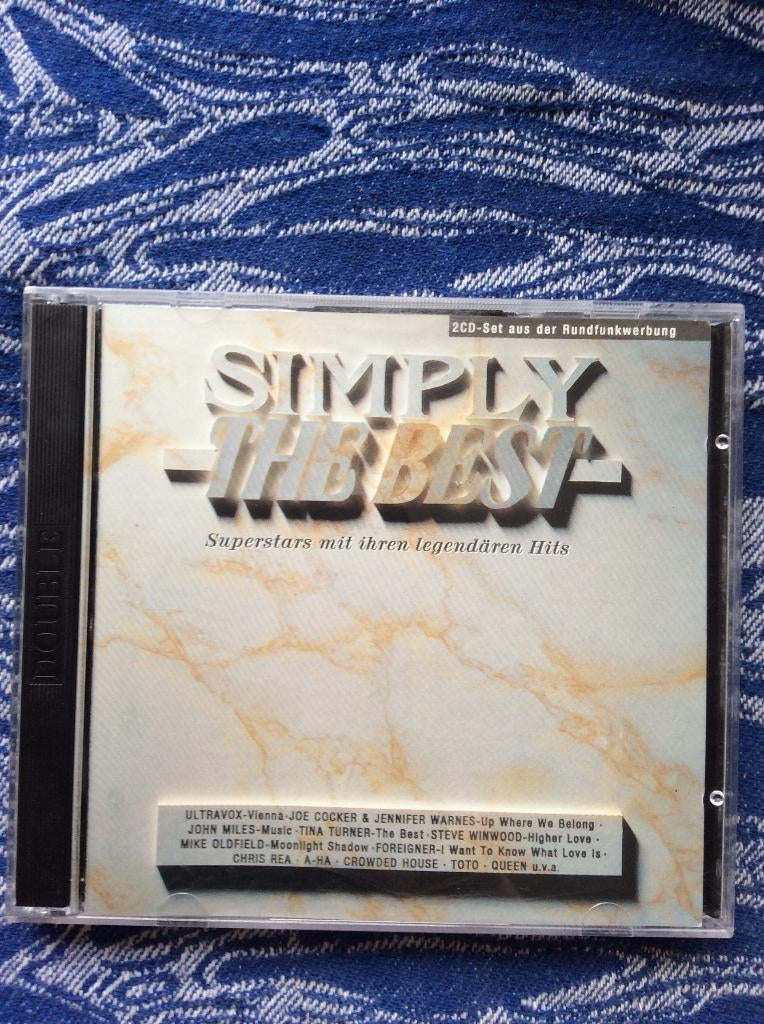 2CD-Set aus der Rundfunkwerbung
SIMPLY
THE BEST
Superstars mit ihren legendären Hits
DOUBLE
ULTRAVOX-Vienna·JOE COCKER & JENNIFER WARNES-Up Where We Belong·
JOHN MILES-Music·TINA TURNER-The Best·STEVE WINWOOD-Higher Love·
MIKE OLDFIELD-Moonlight Shadow·FOREIGNER-I Want To Know What Love Is·
CHRIS REA · A-HA · CROWDED HOUSE · TOTO · QUEEN u.v.a.